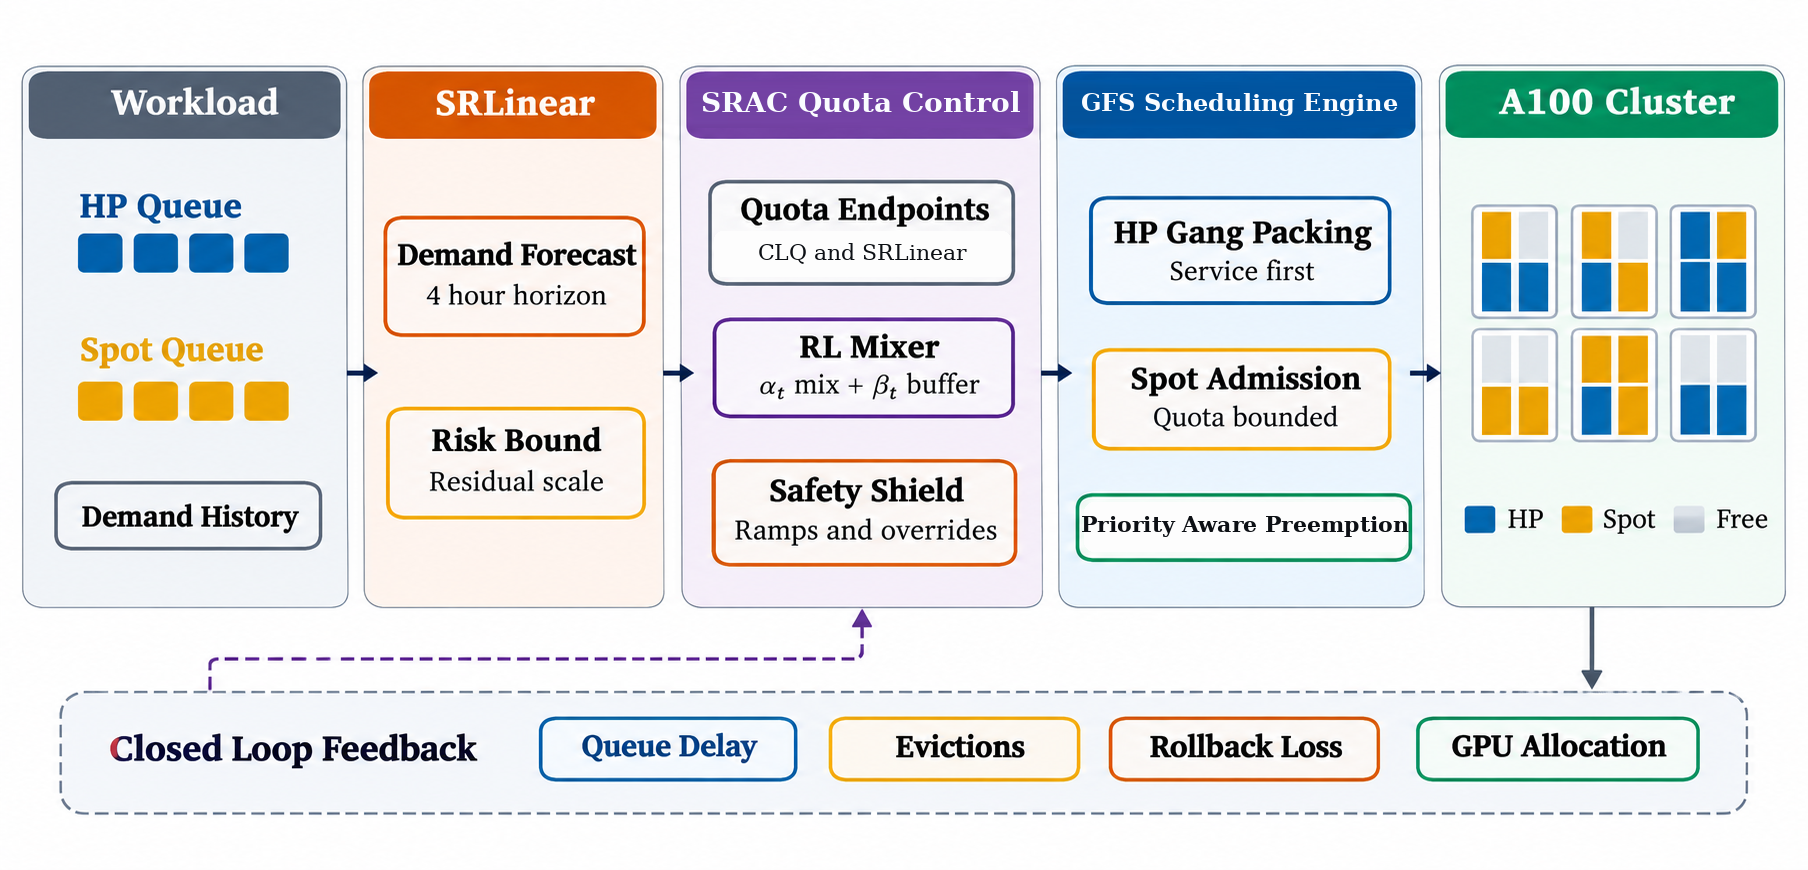 Workload
HP Queue
Spot Queue
Demand History
SRLinear
Demand Forecast
4 hour horizon
Risk Bound
Residual scale
SRAC Quota Control
Quota Endpoints
CLQ and SRLinear
RL Mixer
αₜ mix + βₜ buffer
Safety Shield
Ramps and overrides
GFS Scheduling Engine
HP Gang Packing
Service first
Spot Admission
Quota bounded
Priority Aware Preemption
A100 Cluster
HP Spot Free
Closed Loop Feedback
Queue Delay
Evictions
Rollback Loss
GPU Allocation